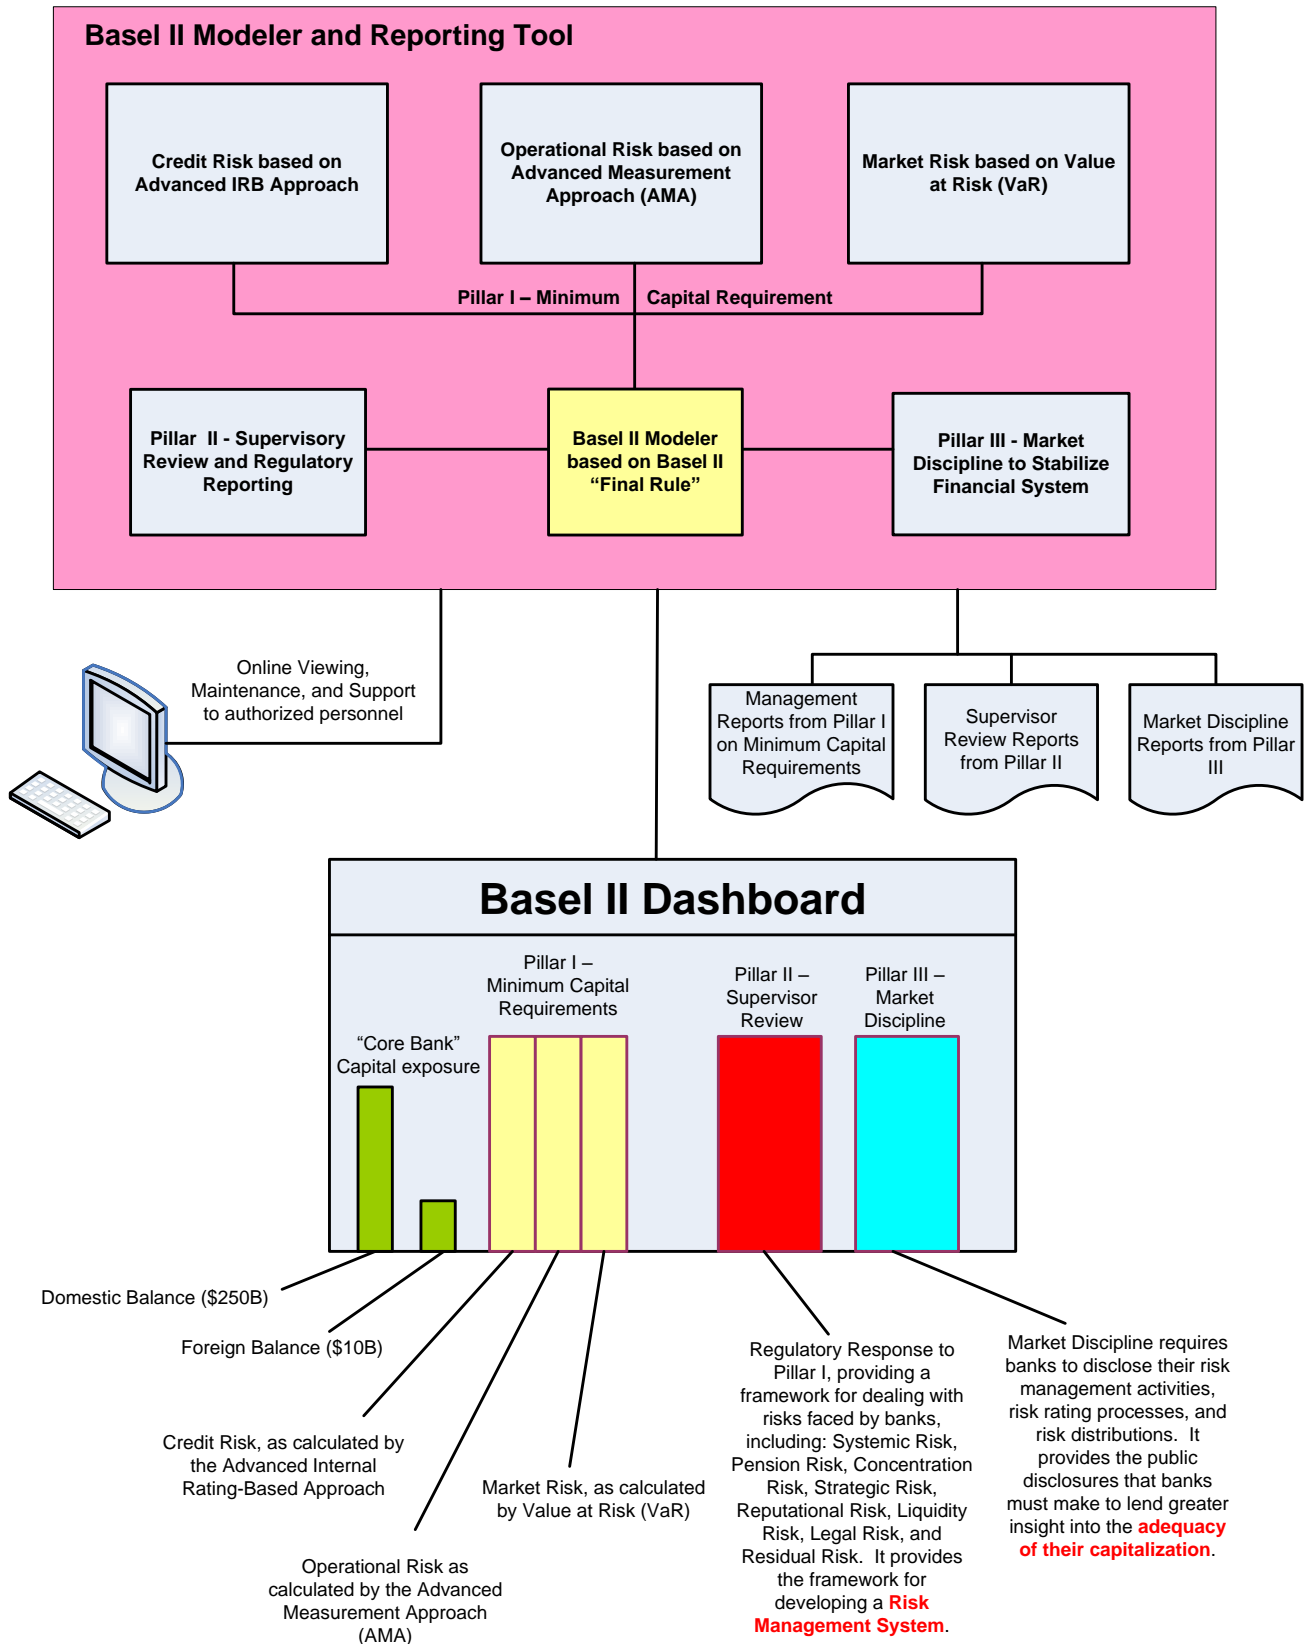 Basel II Modeler and Reporting Tool
Credit Risk based on
Advanced IRB Approach
Operational Risk based on
Advanced Measurement
Approach (AMA)
Market Risk based on Value
at Risk (VaR)
Pillar I – Minimum Capital Requirement
Pillar II - Supervisory
Review and Regulatory
Reporting
Basel II Modeler
based on Basel II
“Final Rule”
Pillar III - Market
Discipline to Stabilize
Financial System
Online Viewing,
Maintenance, and Support
to authorized personnel
Management
Reports from Pillar I
on Minimum Capital
Requirements
Supervisor
Review Reports
from Pillar II
Market Discipline
Reports from Pillar
III
Basel II Dashboard
“Core Bank”
Capital exposure
Pillar I –
Minimum Capital
Requirements
Pillar II –
Supervisor
Review
Pillar III –
Market
Discipline
Domestic Balance ($250B)
Foreign Balance ($10B)
Credit Risk, as calculated by
the Advanced Internal
Rating-Based Approach
Operational Risk as
calculated by the Advanced
Measurement Approach
(AMA)
Market Risk, as calculated
by Value at Risk (VaR)
Regulatory Response to
Pillar I, providing a
framework for dealing with
risks faced by banks,
including: Systemic Risk,
Pension Risk, Concentration
Risk, Strategic Risk,
Reputational Risk, Liquidity
Risk, Legal Risk, and
Residual Risk. It provides
the framework for
developing a Risk
Management System.
Market Discipline requires
banks to disclose their risk
management activities,
risk rating processes, and
risk distributions. It
provides the public
disclosures that banks
must make to lend greater
insight into the adequacy
of their capitalization.